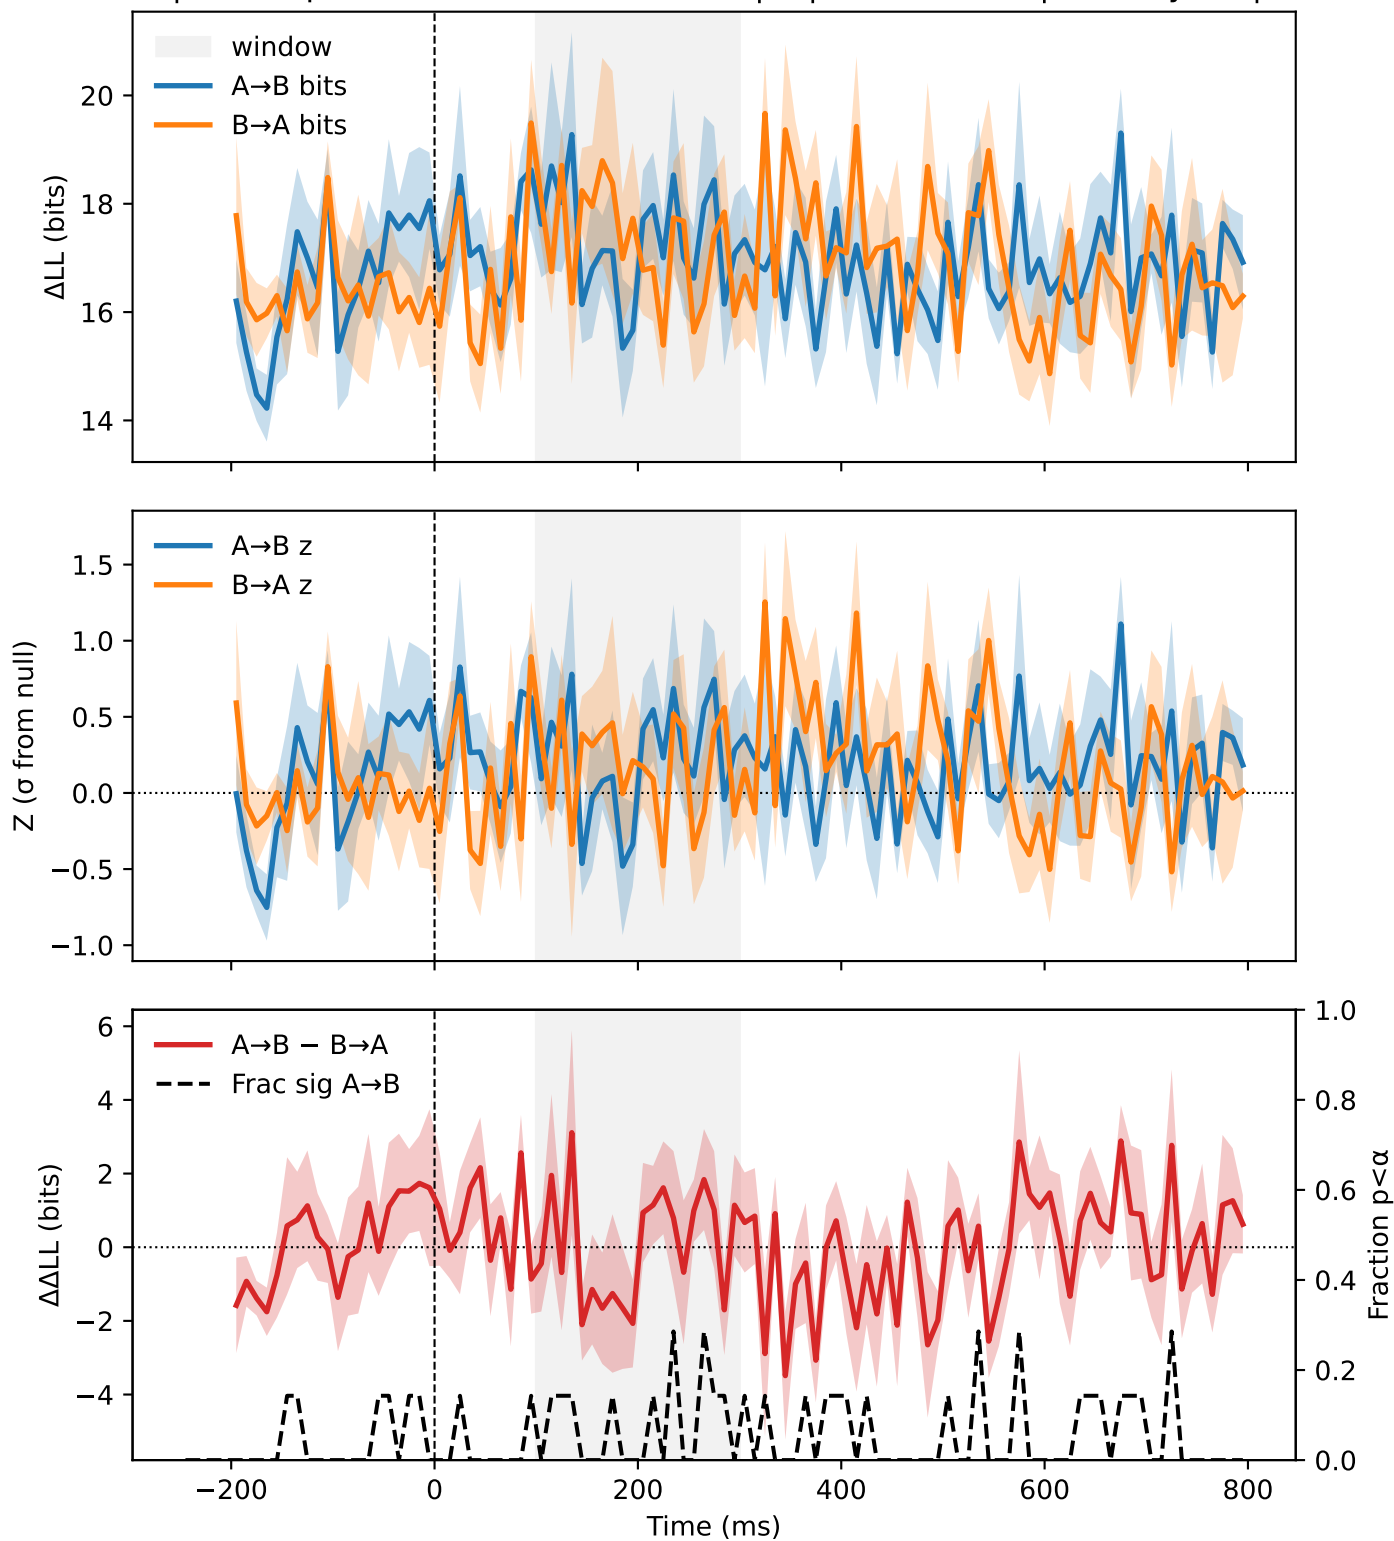 window
A→B bits
B→A bits
20
18
16
14
ΔLL (bits)
A→B z
B→A z
1.5
1.0
0.5
0.0
−0.5
−1.0
Z (σ from null)
A→B − B→A
Frac sig A→B
6
4
2
0
−2
−4
ΔΔLL (bits)
1.0
0.8
0.6
0.4
0.2
0.0
Fraction p<α
−200 0 200 400 600 800
Time (ms)